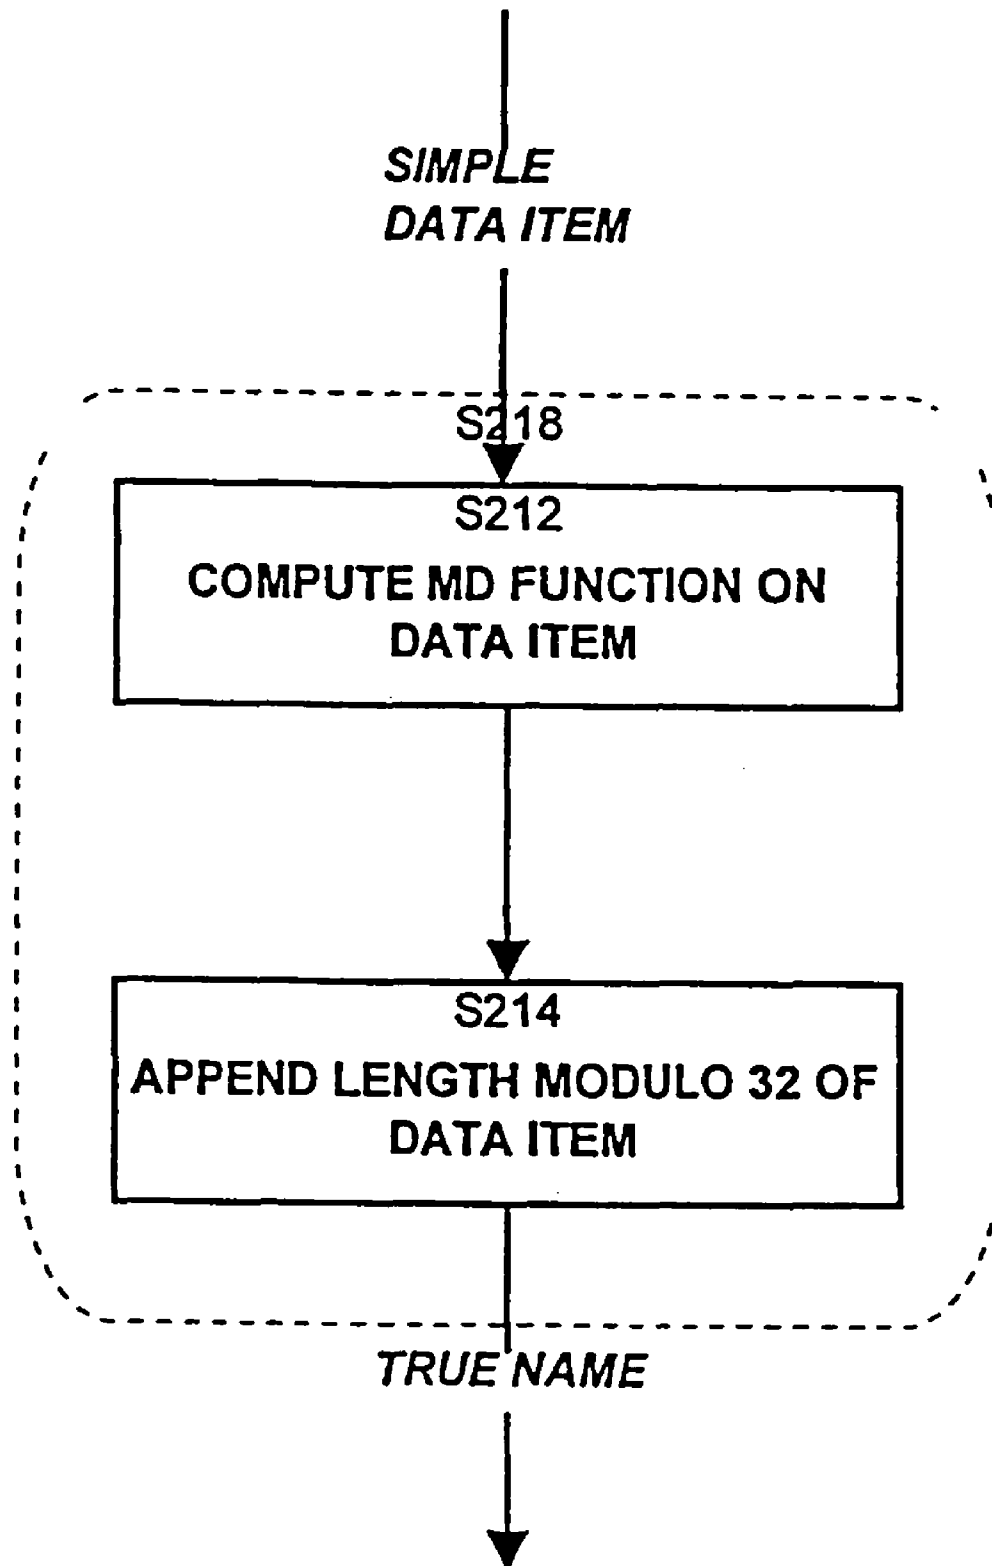 SIMPLE
DATA ITEM
S218
S212
COMPUTE MD FUNCTION ON
DATA ITEM
S214
APPEND LENGTH MODULO 32 OF
DATA ITEM
TRUE NAME